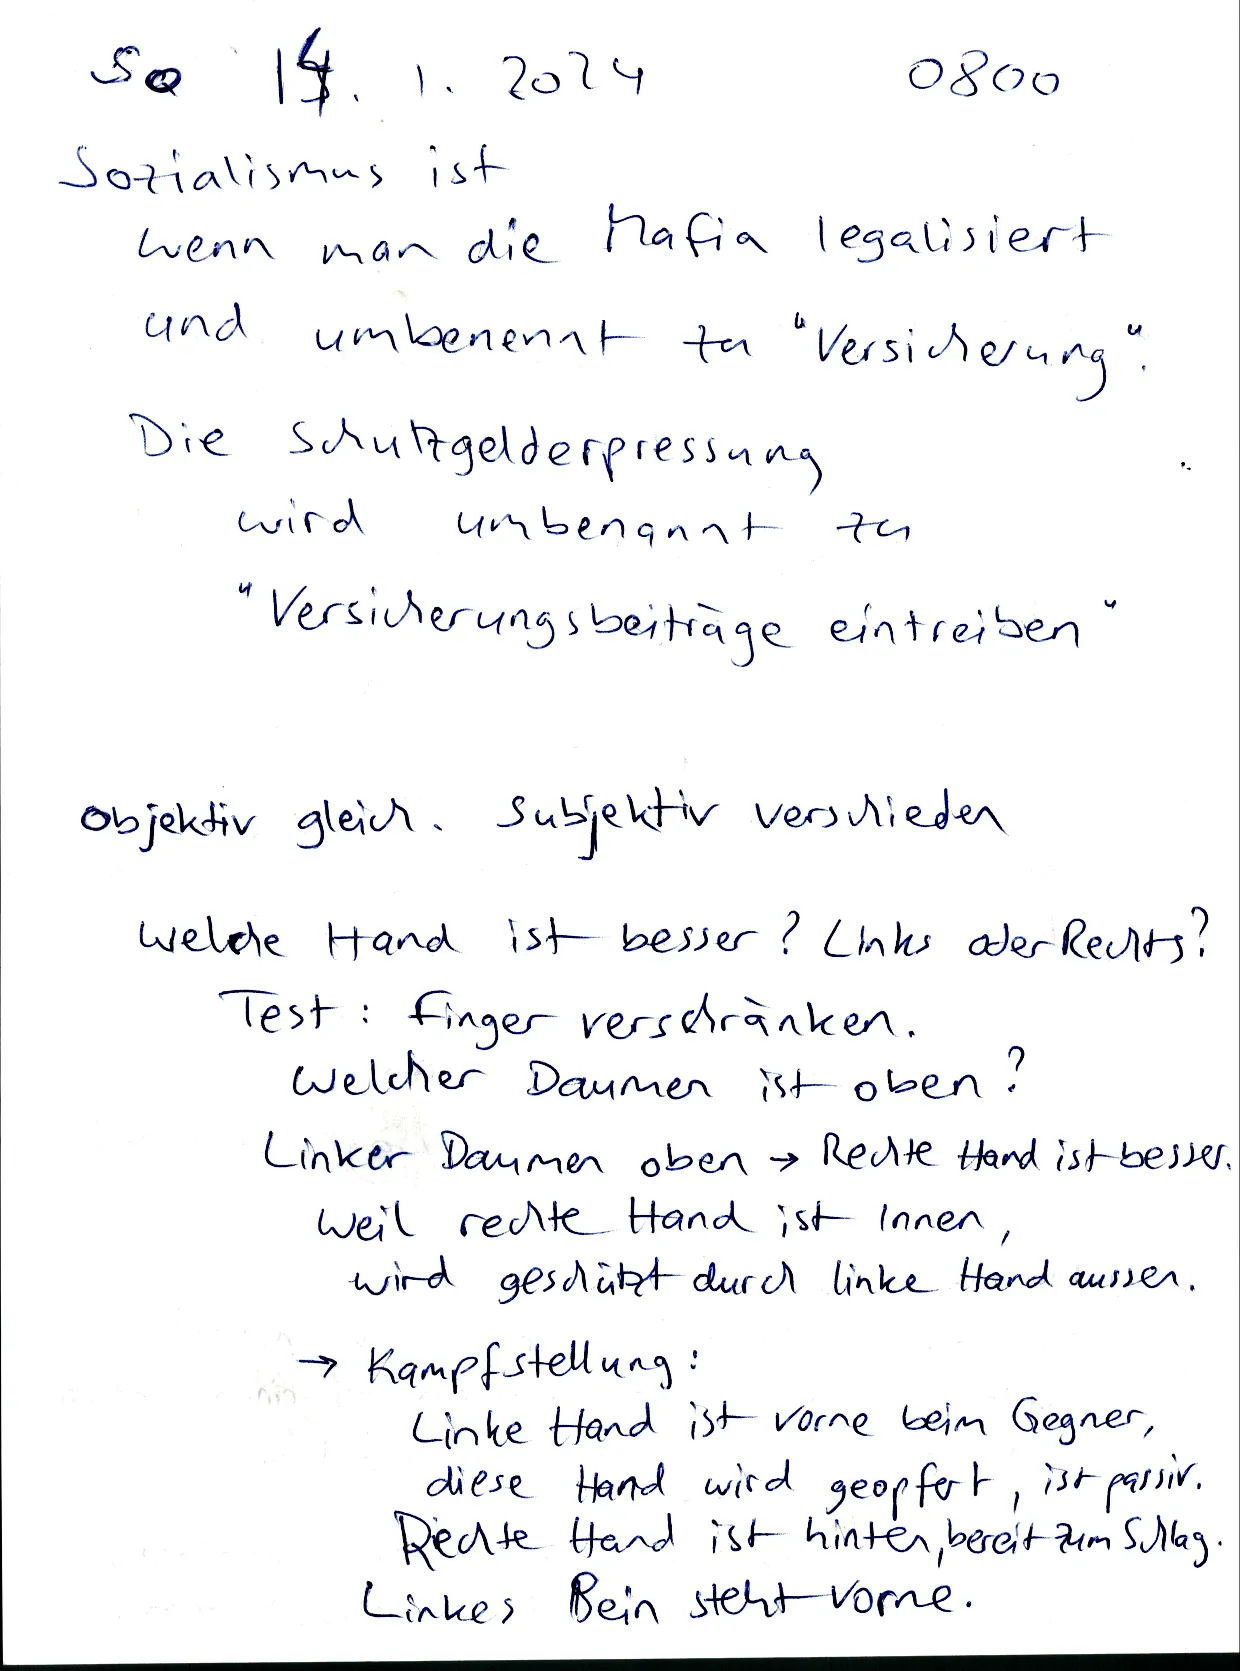 So 14. 1. 2024 0800
Sozialismus ist
wenn man die Mafia legalisiert
und umbenennt zu "Versicherung".
Die Schutzgelderpressung
wird umbenannt zu
"Versicherungsbeiträge eintreiben"
Objektiv gleich. Subjektiv verschieden
Welche Hand ist besser? Links oder Rechts?
Test: Finger verschränken.
Welcher Daumen ist oben?
Linker Daumen oben → Rechte Hand ist besser.
Weil rechte Hand ist Innen,
wird geschützt durch linke Hand aussen.
→ Kampfstellung:
Linke Hand ist vorne beim Gegner,
diese Hand wird geopfert, ist passiv.
Rechte Hand ist hinten, bereit zum Schlag.
Linkes Bein steht vorne.